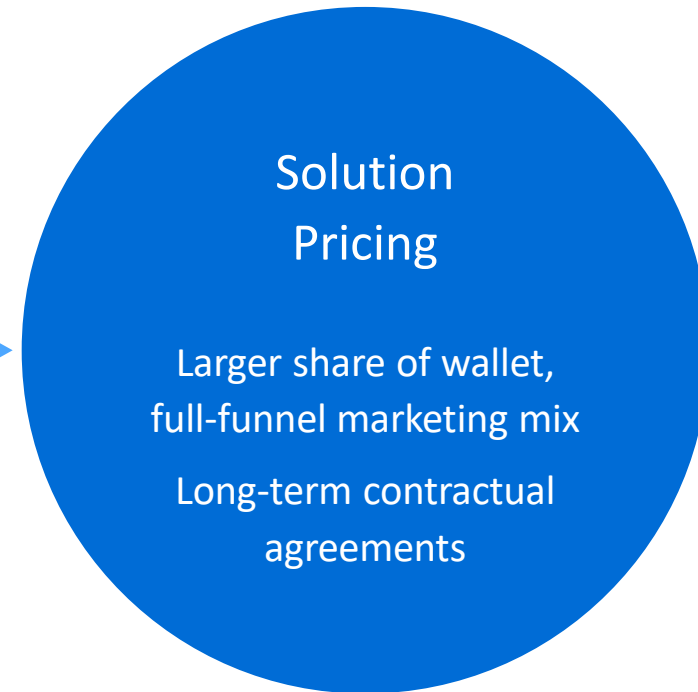 Solution
Pricing
Larger share of wallet,
full-funnel marketing mix
Long-term contractual
agreements